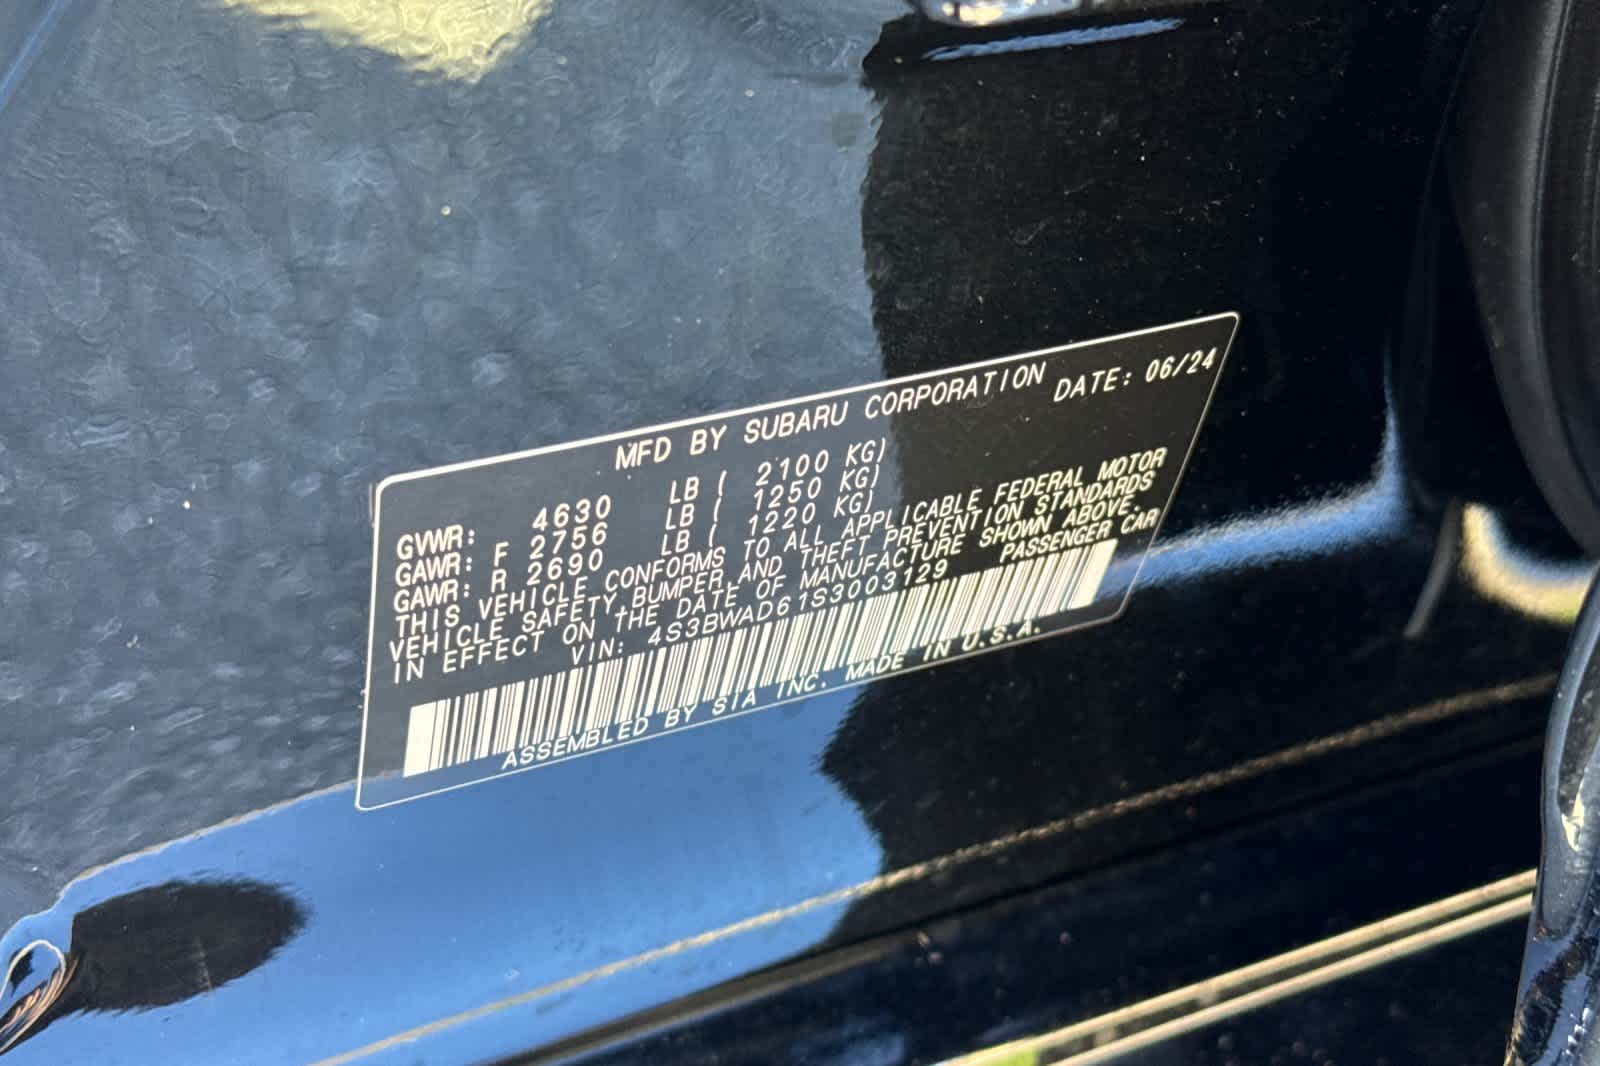 MFD BY SUBARU CORPORATION DATE: 06/24
GVWR: 4630 LB ( 2100 KG)
GAWR: F 2756 LB ( 1250 KG)
GAWR: R 2690 LB ( 1220 KG)
THIS VEHICLE CONFORMS TO ALL APPLICABLE FEDERAL MOTOR
VEHICLE SAFETY,BUMPER,AND THEFT PREVENTION STANDARDS
IN EFFECT ON THE DATE OF MANUFACTURE SHOWN ABOVE.
VIN: 4S3BWAD61S3003129 PASSENGER CAR
ASSEMBLED BY SIA INC. MADE IN U.S.A.